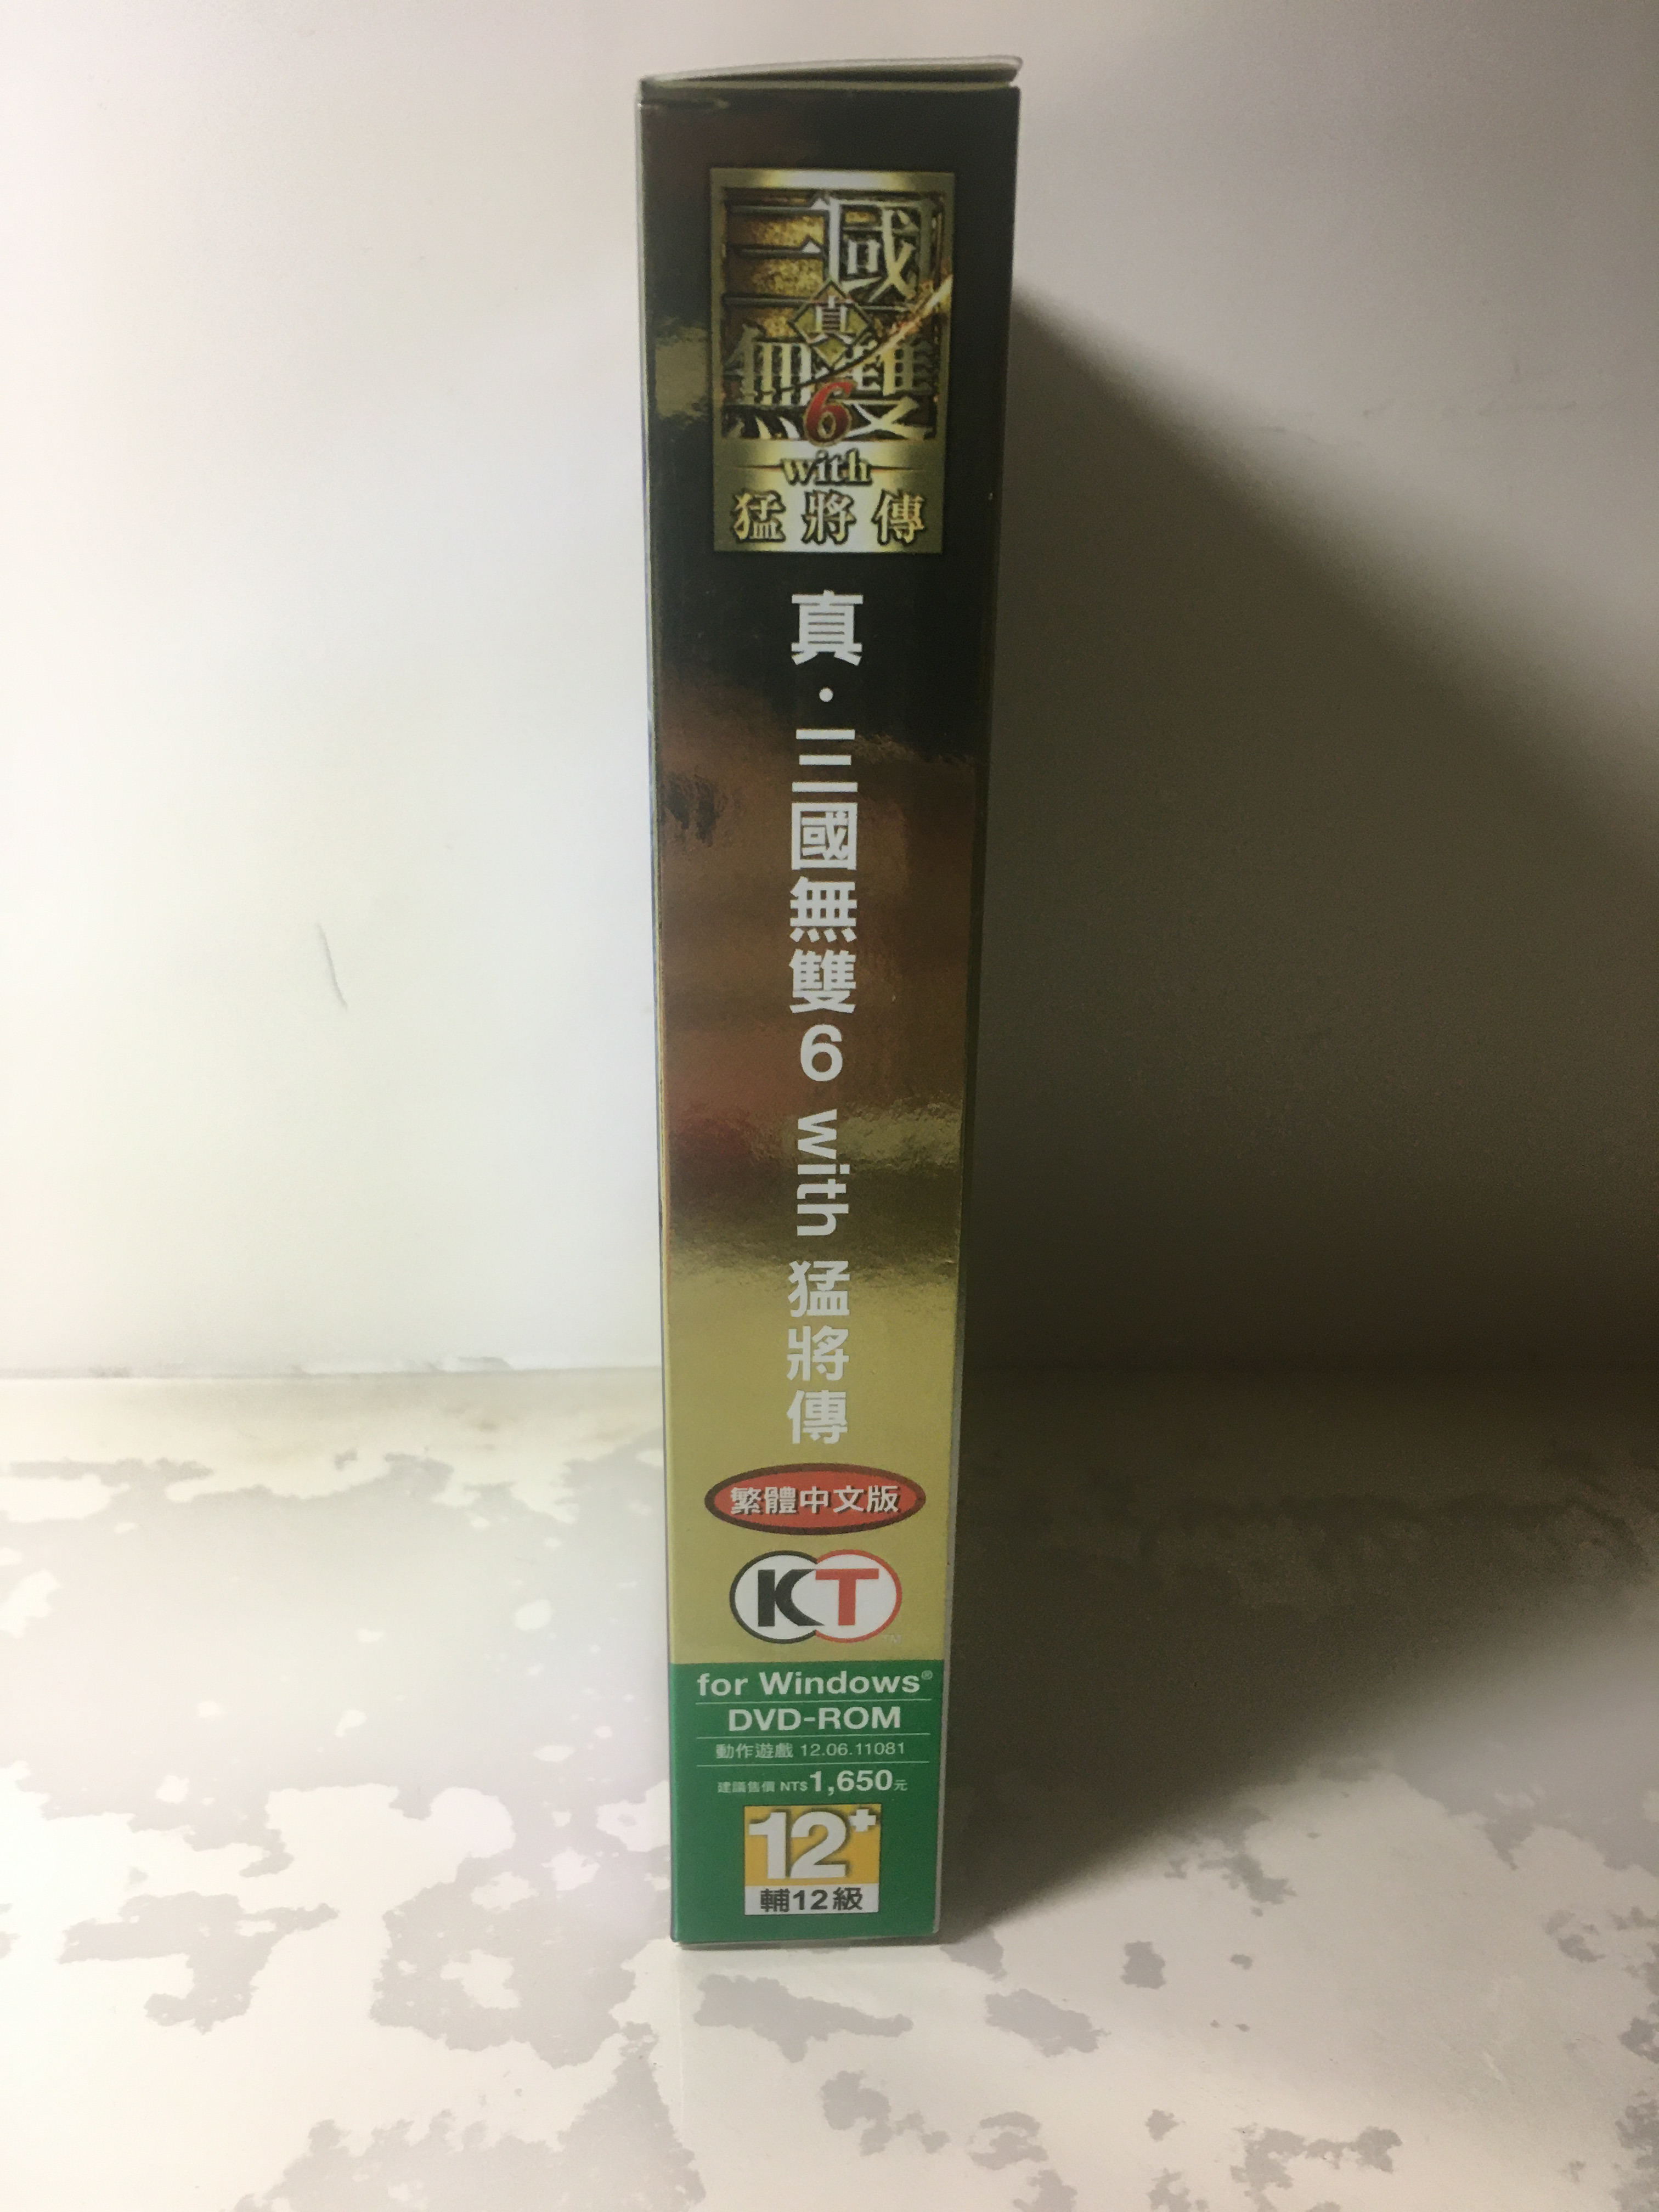 三國
真
無雙
6
with
猛將傳
真・三國無雙6 with 猛將傳
繁體中文版
KT
TM
for Windows®
DVD-ROM
動作遊戲 12.06.11081
建議售價 NT$1,650元
12+
輔12級